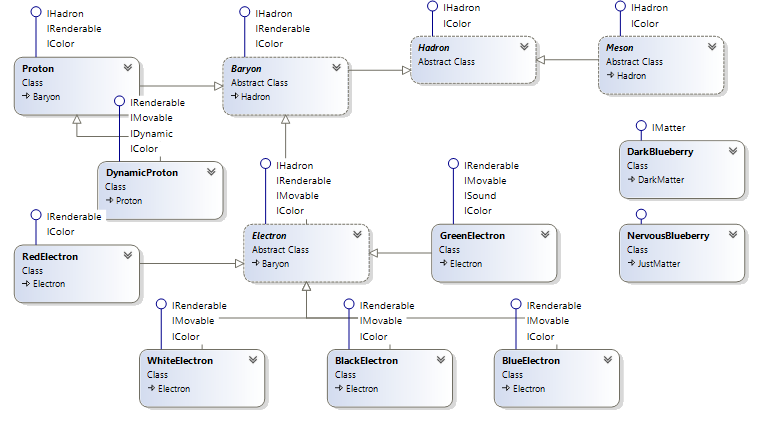 IHadron
IRenderable
IColor
Proton
Class
Baryon
IHadron
IRenderable
IColor
Baryon
Abstract Class
Hadron
IHadron
IColor
Hadron
Abstract Class
IHadron
IColor
Meson
Abstract Class
Hadron
IRenderable
IMovable
IDynamic
IColor
DynamicProton
Class
Proton
IMatter
DarkBlueberry
Class
DarkMatter
IHadron
IRenderable
IMovable
IColor
Electron
Abstract Class
Baryon
IRenderable
IMovable
ISound
IColor
GreenElectron
Class
Electron
NervousBlueberry
Class
JustMatter
IRenderable
IColor
RedElectron
Class
Electron
IRenderable
IMovable
IColor
WhiteElectron
Class
Electron
IRenderable
IMovable
IColor
BlackElectron
Class
Electron
IRenderable
IMovable
IColor
BlueElectron
Class
Electron